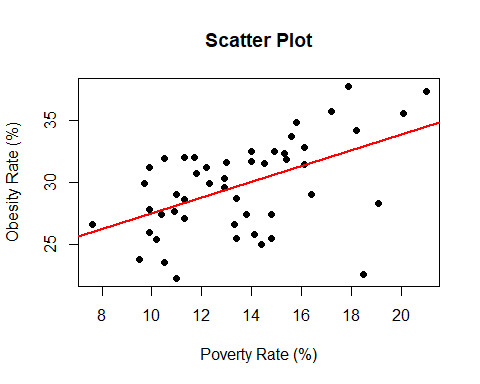 Scatter Plot
Obesity Rate (%)
35
30
25
8 10 12 14 16 18 20
Poverty Rate (%)